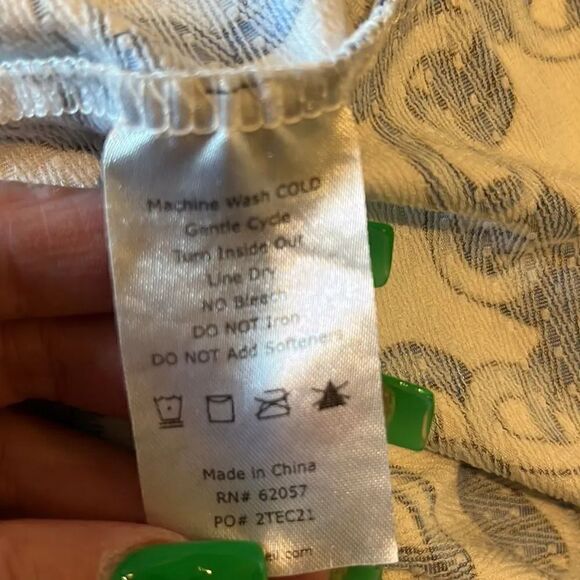 Machine Wash COLD
Gentle Cycle
Turn Inside Out
Line Dry
NO Bleach
DO NOT Iron
DO NOT Add Softeners
Made in China
RN# 62057
PO# 2TEC21